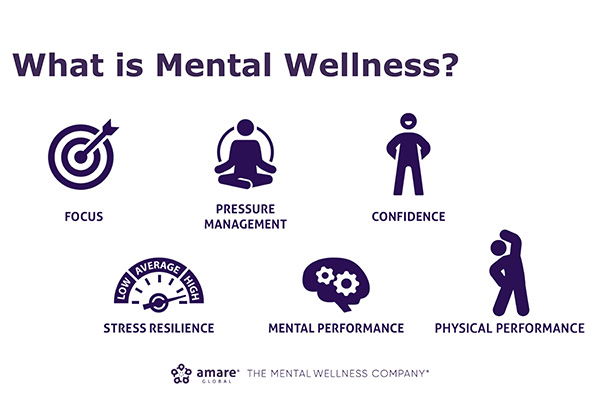 What is Mental Wellness?
FOCUS
PRESSURE
MANAGEMENT
CONFIDENCE
LOW AVERAGE HIGH
STRESS RESILIENCE
MENTAL PERFORMANCE
PHYSICAL PERFORMANCE
amare®
GLOBAL
THE MENTAL WELLNESS COMPANY®